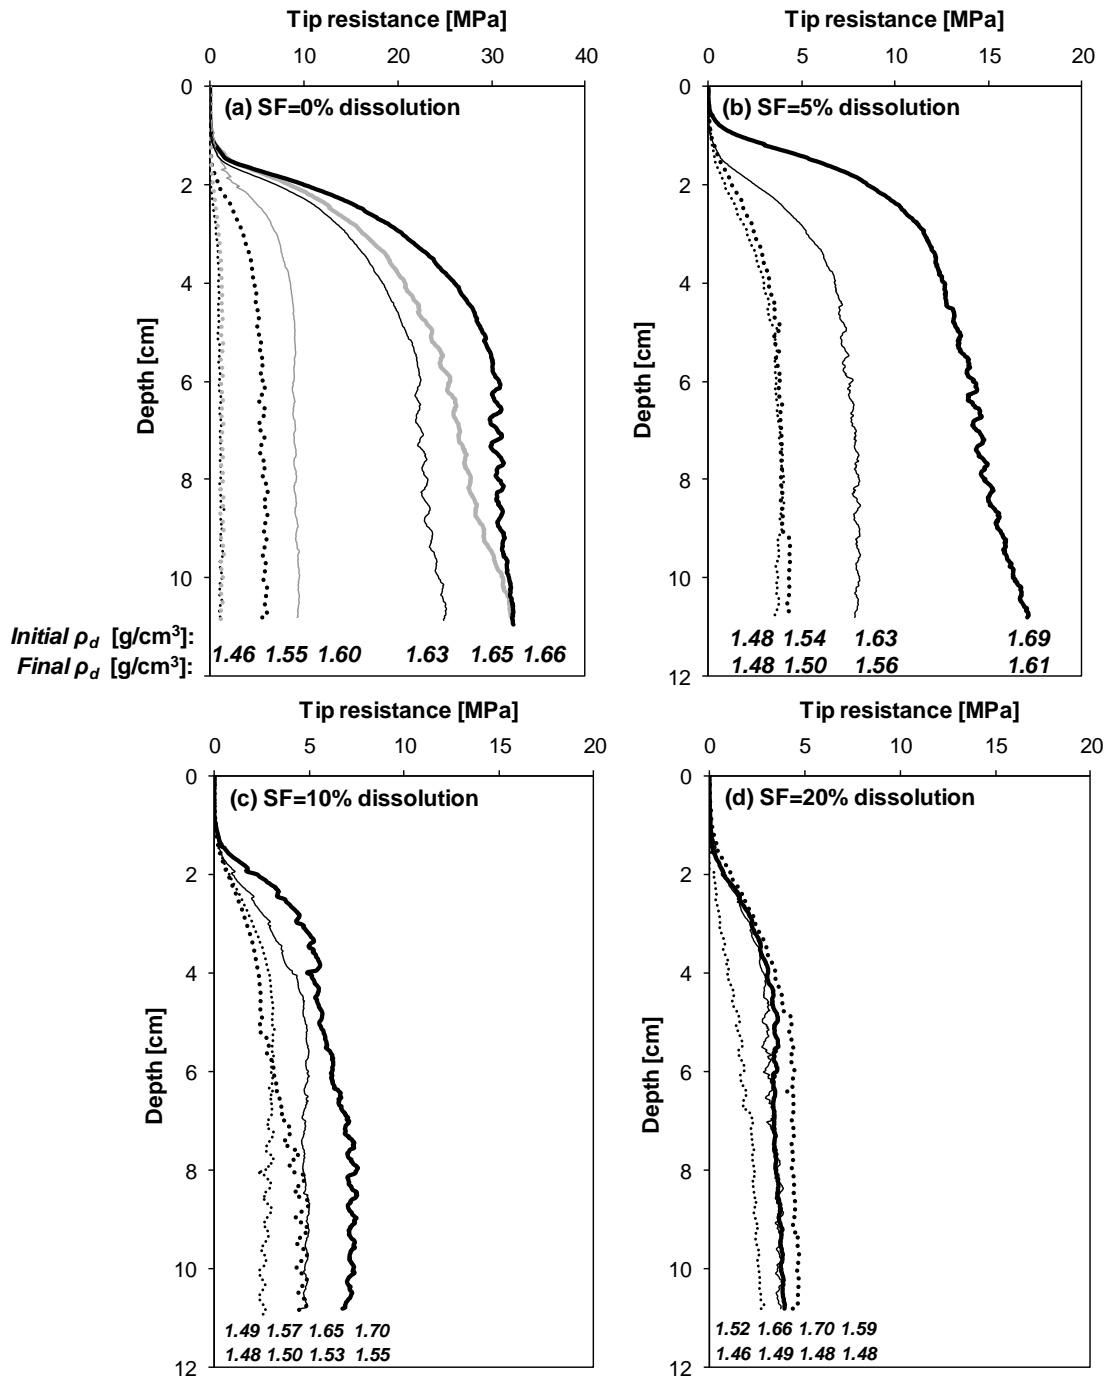 Tip resistance [MPa]
0 10 20 30 40
0
2
4
6
8
10
Depth [cm]
(a) SF=0% dissolution
Initial ρd [g/cm3]:
Final ρd [g/cm3]:
1.46 1.55 1.60 1.63 1.65 1.66
Tip resistance [MPa]
0 5 10 15 20
0
2
4
6
8
10
12
Depth [cm]
(b) SF=5% dissolution
1.48 1.54 1.63 1.69
1.48 1.50 1.56 1.61
Tip resistance [MPa]
0 5 10 15 20
0
2
4
6
8
10
12
Depth [cm]
(c) SF=10% dissolution
1.49 1.57 1.65 1.70
1.48 1.50 1.53 1.55
Tip resistance [MPa]
0 5 10 15 20
0
2
4
6
8
10
12
Depth [cm]
(d) SF=20% dissolution
1.52 1.66 1.70 1.59
1.46 1.49 1.48 1.48